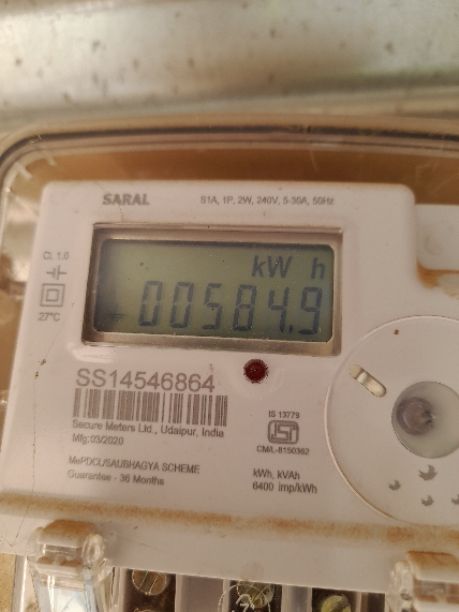 SARAL
S1A, 1P, 2W, 240V, 5-30A, 50Hz
CL 1.0
27°C
kW h
00584.9
SS14546864
Secure Meters Ltd., Udaipur, India
Mfg:03/2020
MePDCL/SAUBHAGYA SCHEME
Guarantee - 36 Months
IS 13779
CM/L-8150362
kWh, kVAh
6400 imp/kWh